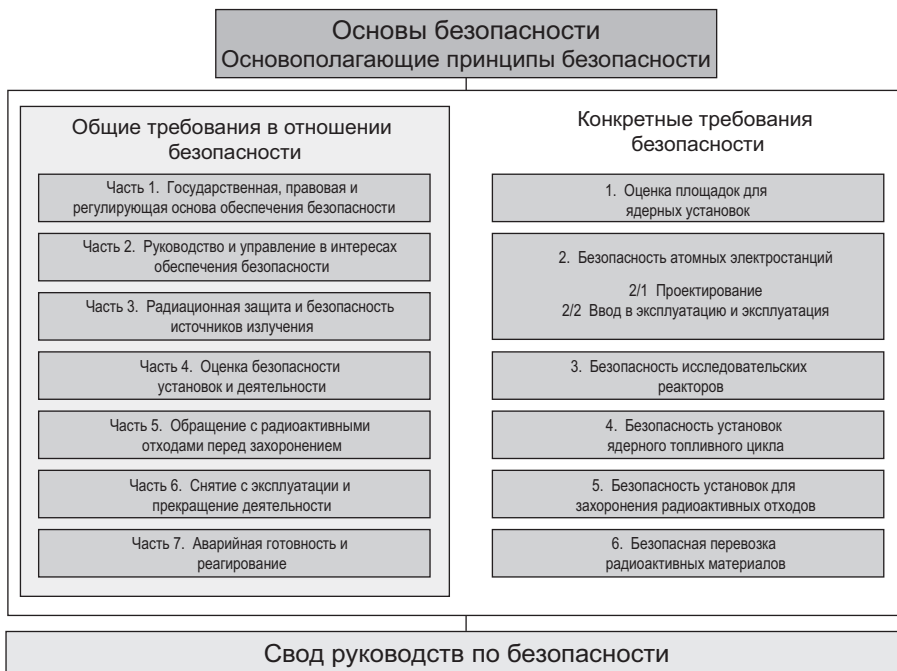 Основы безопасности
Основополагающие принципы безопасности
Общие требования в отношении
безопасности
Часть 1. Государственная, правовая и
регулирующая основа обеспечения безопасности
Часть 2. Руководство и управление в интересах
обеспечения безопасности
Часть 3. Радиационная защита и безопасность
источников излучения
Часть 4. Оценка безопасности
установок и деятельности
Часть 5. Обращение с радиоактивными
отходами перед захоронением
Часть 6. Снятие с эксплуатации и
прекращение деятельности
Часть 7. Аварийная готовность и
реагирование
Конкретные требования
безопасности
1. Оценка площадок для
ядерных установок
2. Безопасность атомных электростанций
2/1 Проектирование
2/2 Ввод в эксплуатацию и эксплуатация
3. Безопасность исследовательских
реакторов
4. Безопасность установок
ядерного топливного цикла
5. Безопасность установок для
захоронения радиоактивных отходов
6. Безопасная перевозка
радиоактивных материалов
Свод руководств по безопасности